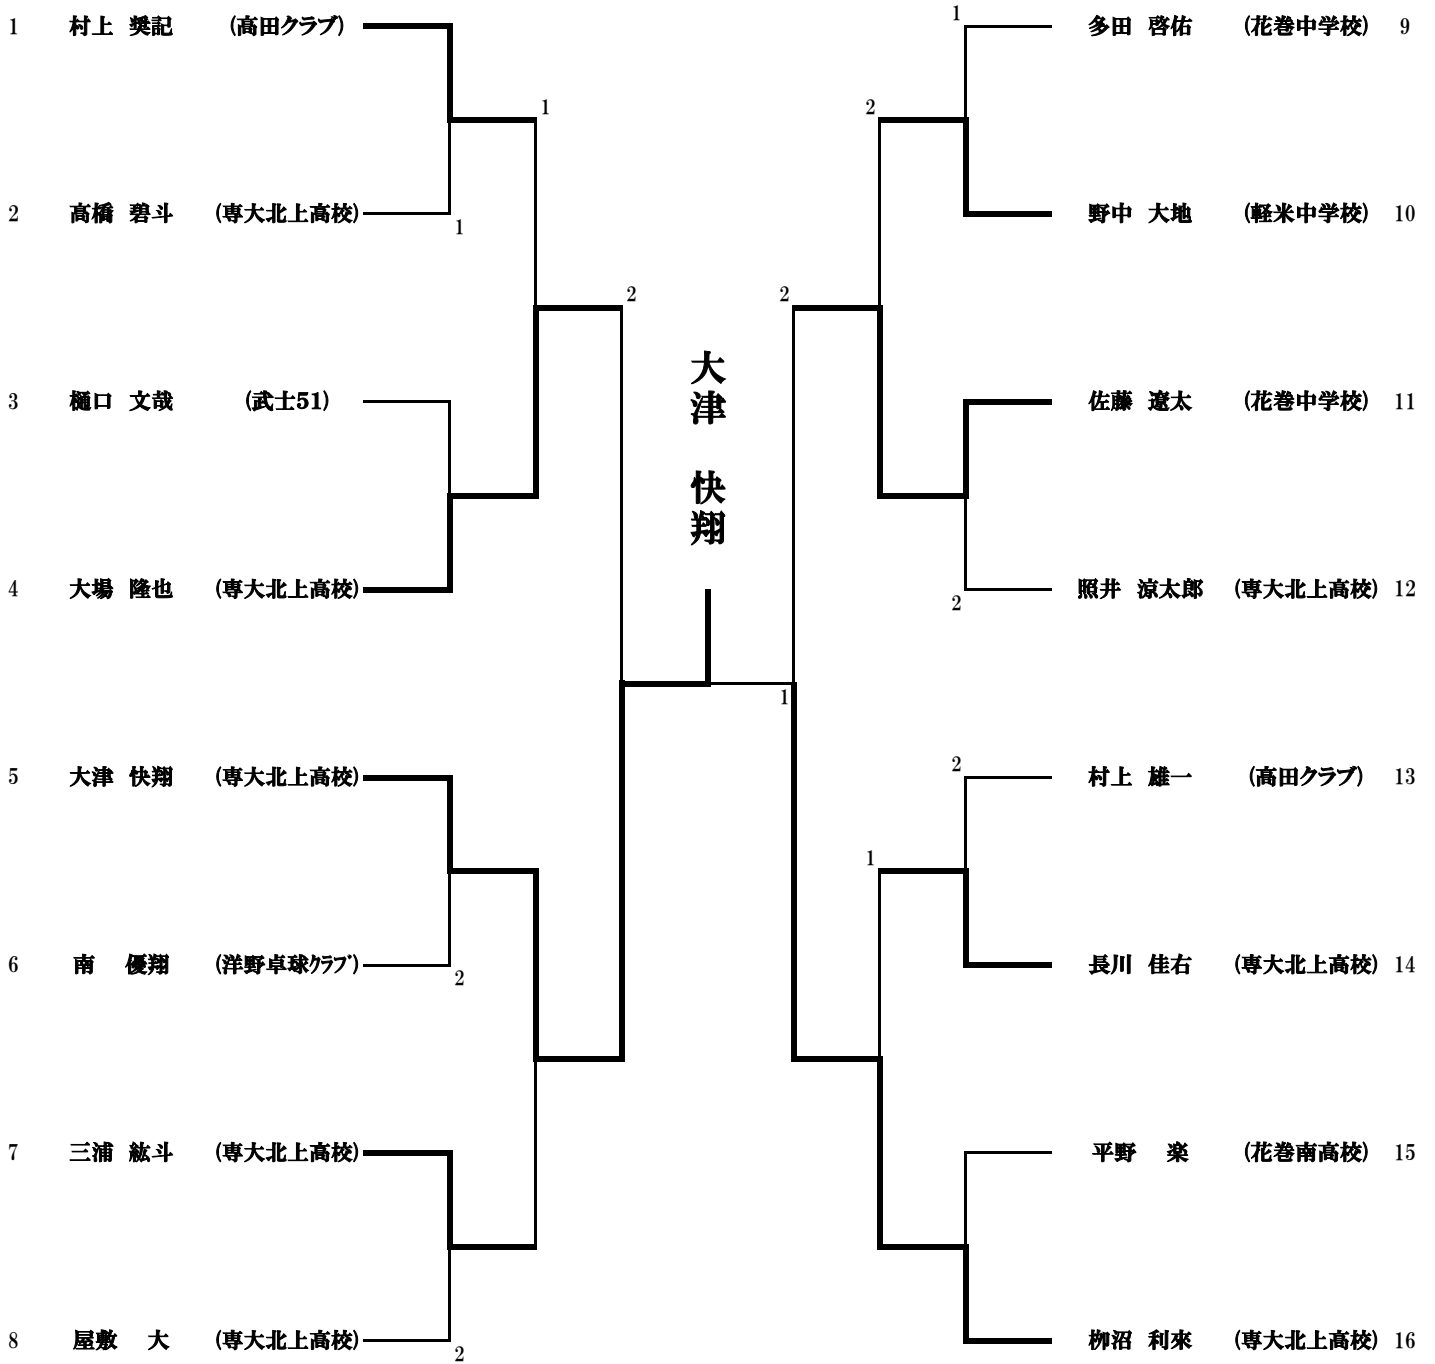 1 村上 奨記 (高田クラブ)
2 高橋 碧斗 (専大北上高校)
3 樋口 文哉 (武士51)
4 大場 隆也 (専大北上高校)
5 大津 快翔 (専大北上高校)
6 南 優翔 (洋野卓球クラブ)
7 三浦 紘斗 (専大北上高校)
8 屋敷 大 (専大北上高校)
1
1
2
2
2
大津 快翔
1
2
2
1
2
2
1
多田 啓佑 (花巻中学校) 9
野中 大地 (軽米中学校) 10
佐藤 遼太 (花巻中学校) 11
照井 涼太郎 (専大北上高校) 12
村上 雄一 (高田クラブ) 13
長川 佳右 (専大北上高校) 14
平野 楽 (花巻南高校) 15
栁沼 利來 (専大北上高校) 16